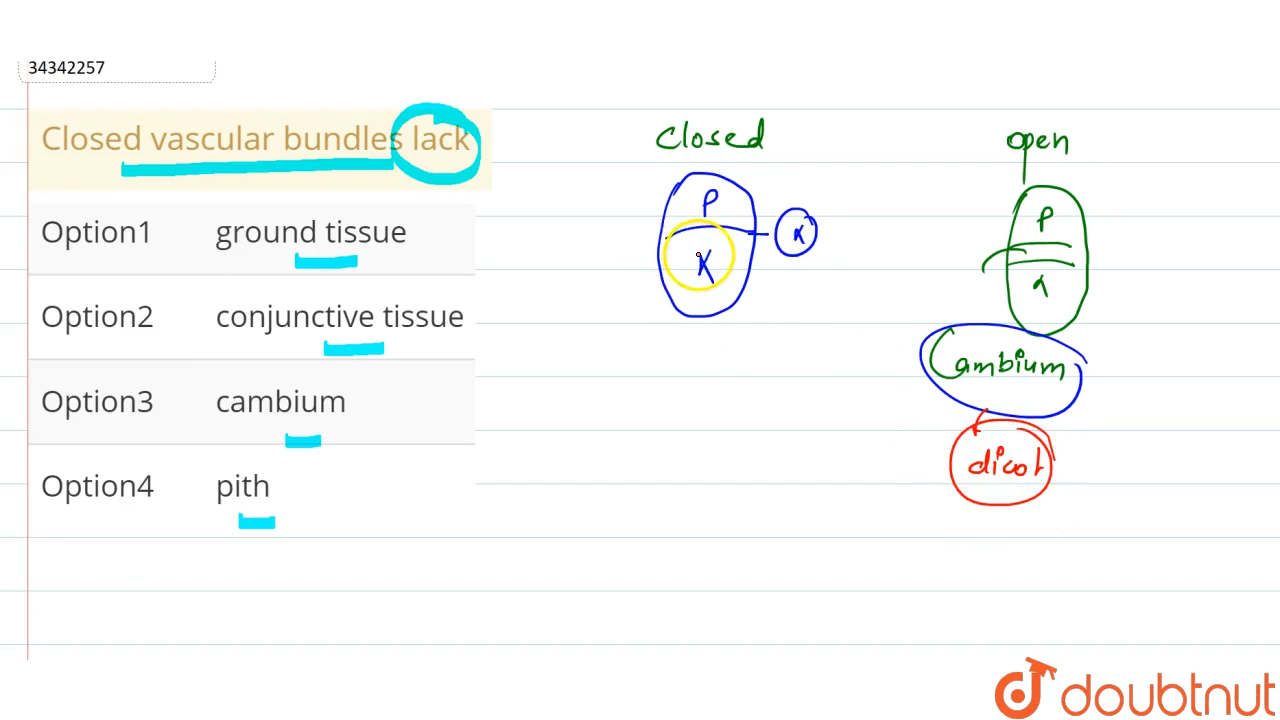 34342257
Closed vascular bundles lack
Option1 ground tissue
Option2 conjunctive tissue
Option3 cambium
Option4 pith
closed
P
X
x
open
P
x
Cambium
dicot
doubtnut